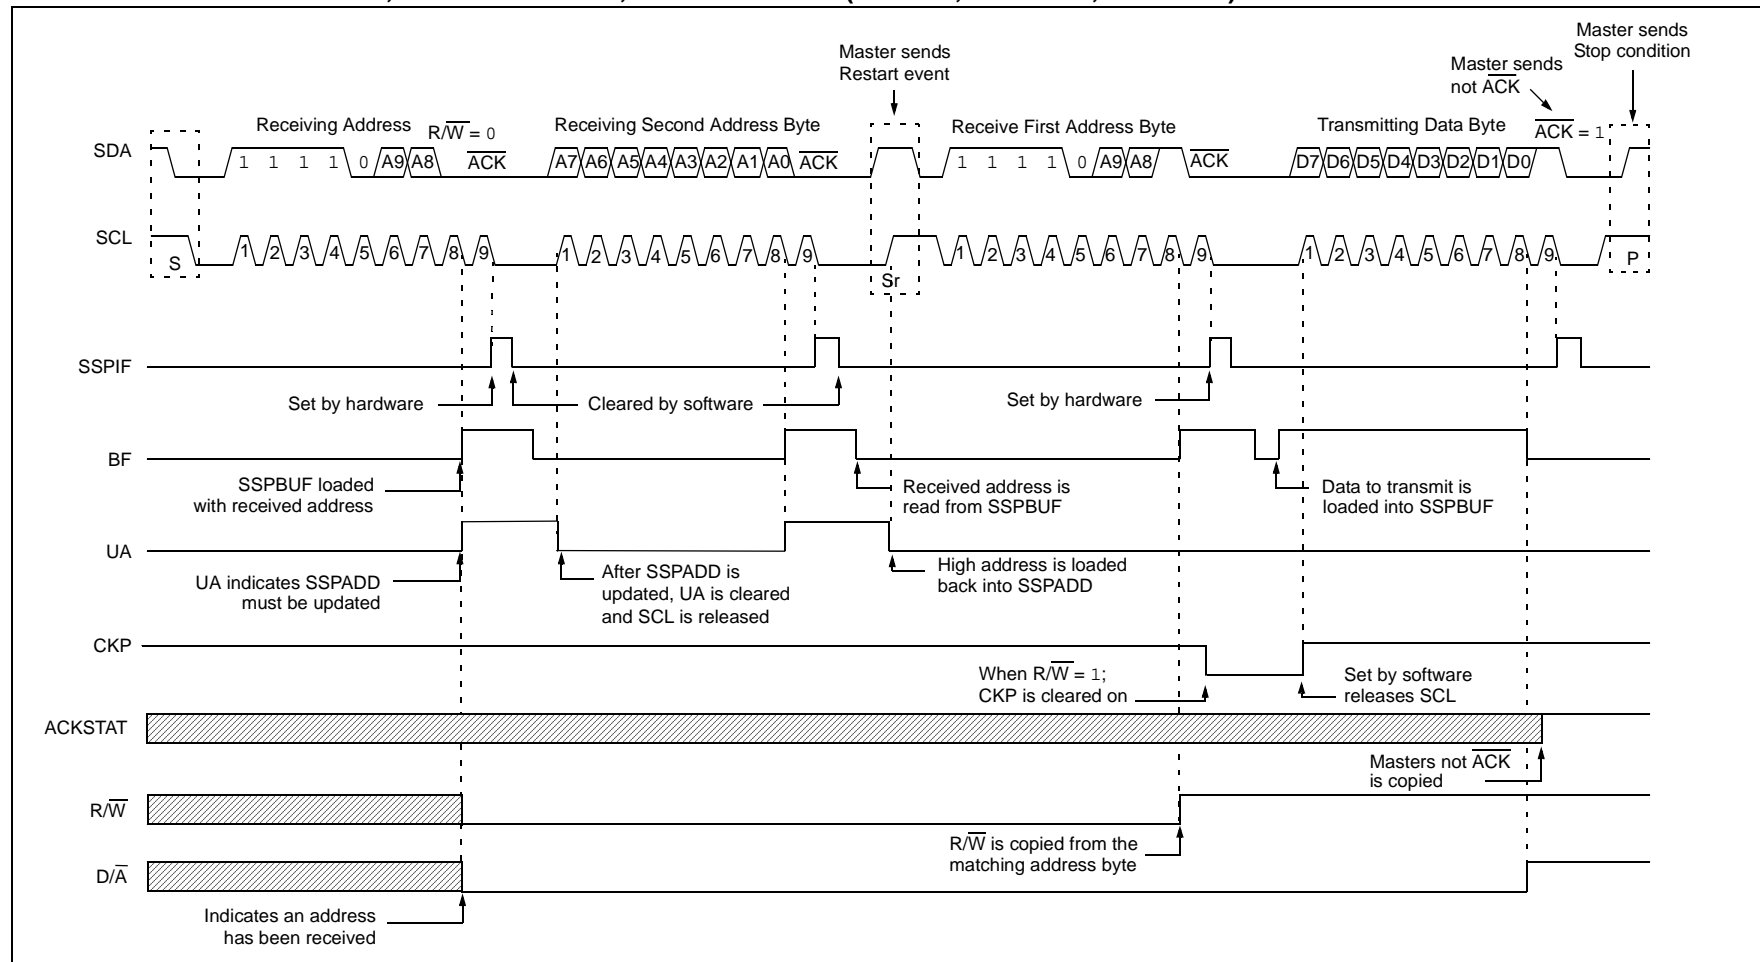 Master sends
Stop condition
Master sends
Restart event
Master sends
not ACK
Receiving Address R/W = 0
Receiving Second Address Byte
Receive First Address Byte
Transmitting Data Byte
ACK = 1
SDA
1 1 1 1 0 A9 A8 ACK
A7 A6 A5 A4 A3 A2 A1 A0 ACK
1 1 1 1 0 A9 A8 ACK
D7 D6 D5 D4 D3 D2 D1 D0
SCL
S
1 2 3 4 5 6 7 8 9
1 2 3 4 5 6 7 8 9
Sr
1 2 3 4 5 6 7 8 9
1 2 3 4 5 6 7 8 9
P
SSPIF
Set by hardware
Cleared by software
Set by hardware
BF
SSPBUF loaded
with received address
Received address is
read from SSPBUF
Data to transmit is
loaded into SSPBUF
UA
UA indicates SSPADD
must be updated
After SSPADD is
updated, UA is cleared
and SCL is released
High address is loaded
back into SSPADD
CKP
When R/W = 1;
CKP is cleared on
Set by software
releases SCL
ACKSTAT
Masters not ACK
is copied
R/W
R/W is copied from the
matching address byte
D/A
Indicates an address
has been received